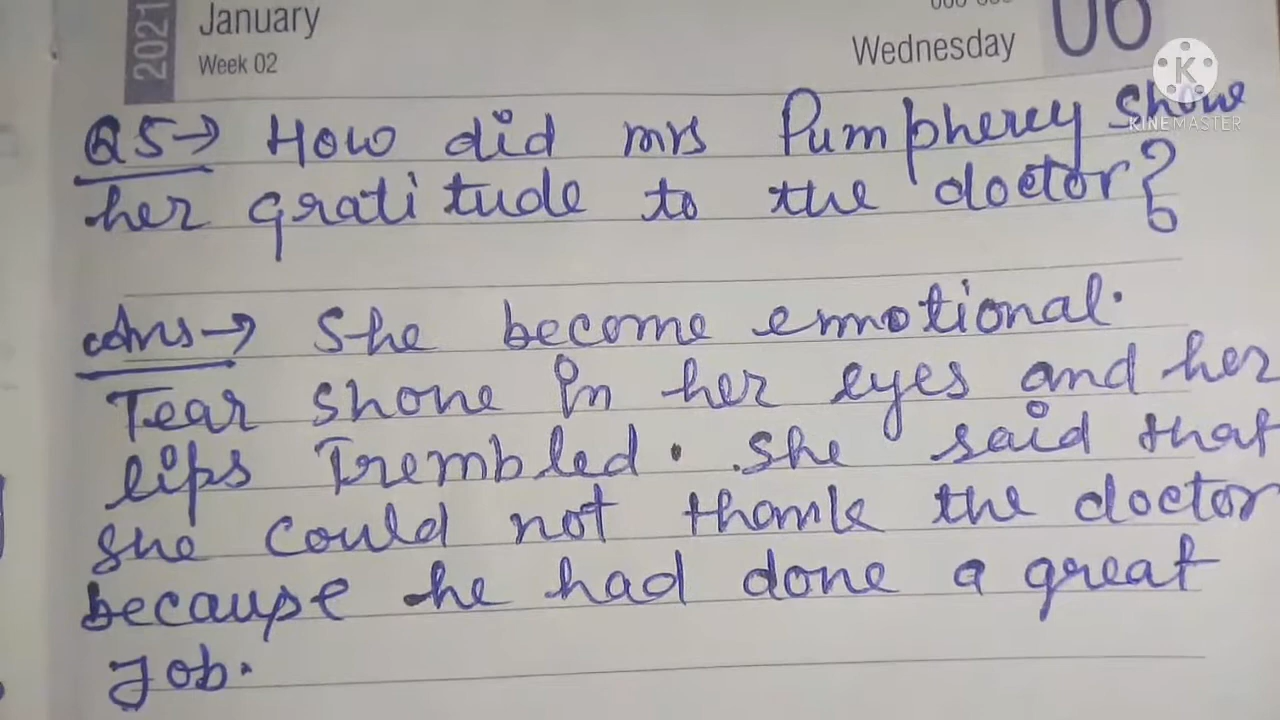 2021
January
Week 02
Wednesday
06
KINEMASTER
Q5→ How did mrs Pumpherey show
her gratitude to the doctor?
Ans→ She become emotional.
Tear shone in her eyes and her
lips Trembled. She said that
she could not thank the doctor
because he had done a great
Job.